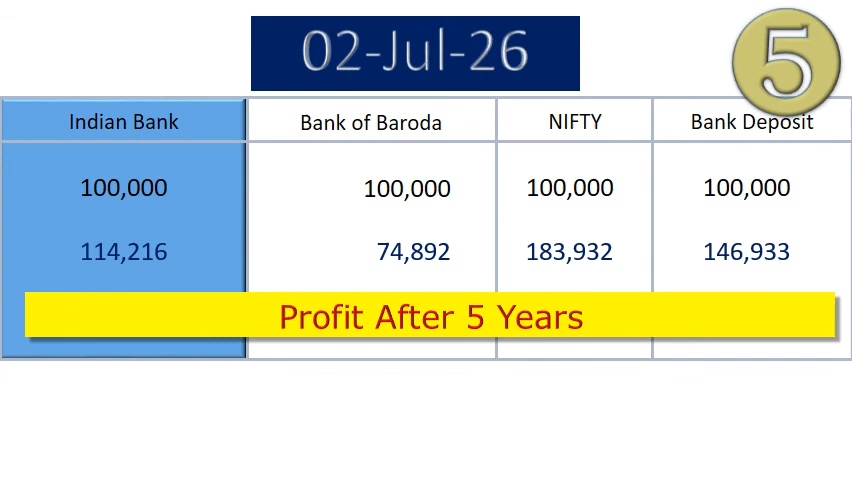 02-Jul-26
5
Indian Bank Bank of Baroda NIFTY Bank Deposit
100,000 100,000 100,000 100,000
114,216 74,892 183,932 146,933
Profit After 5 Years